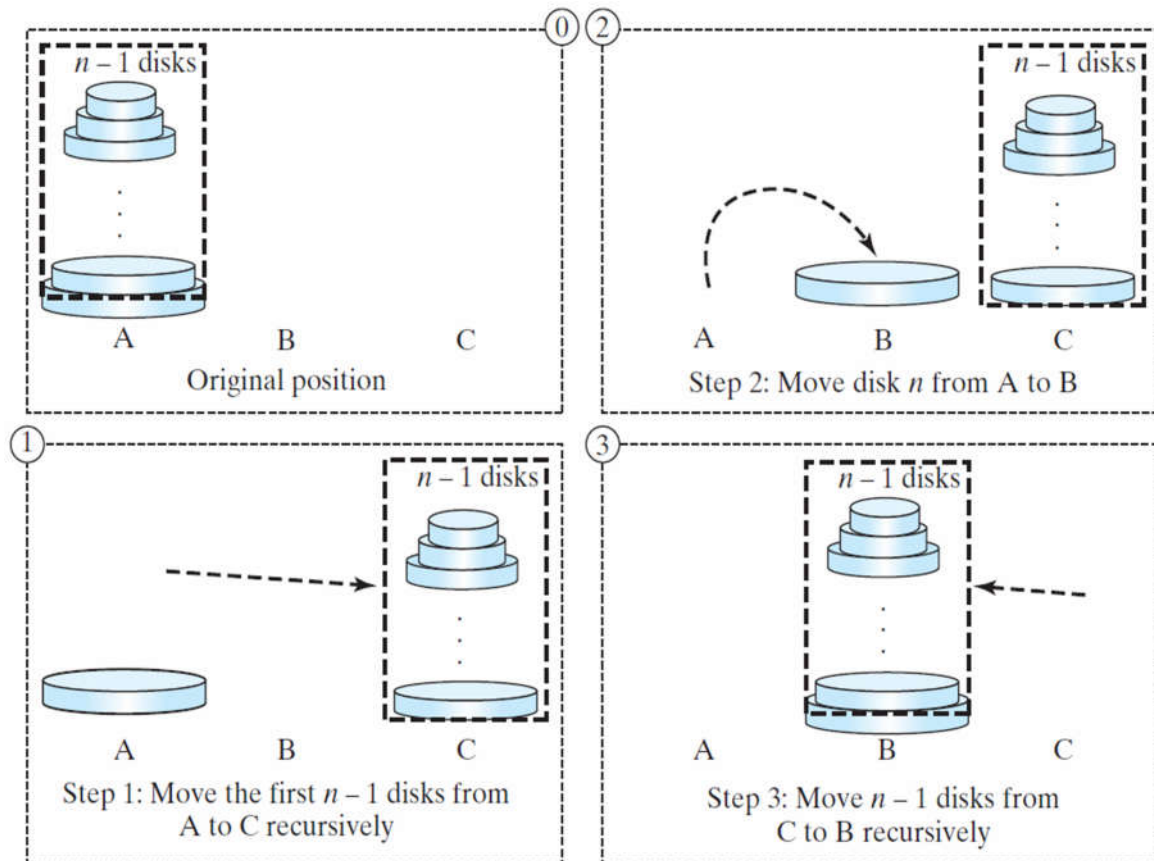 0
n – 1 disks
A B C
Original position
2
n – 1 disks
A B C
Step 2: Move disk n from A to B
1
n – 1 disks
A B C
Step 1: Move the first n – 1 disks from
A to C recursively
3
n – 1 disks
A B C
Step 3: Move n – 1 disks from
C to B recursively